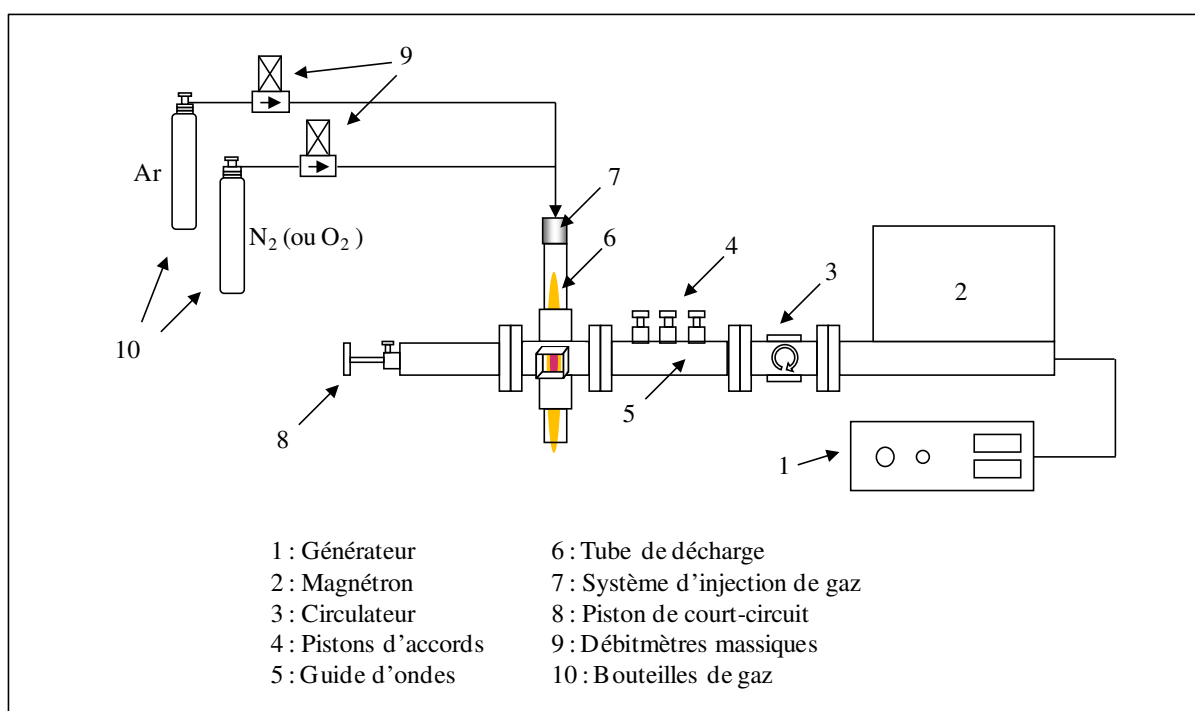 9
Ar
7
N₂ (ou O₂ )
6
4
3
2
10
8
5
1
1 : Générateur
2 : Magnétron
3 : Circulateur
4 : Pistons d’accords
5 : Guide d’ondes
6 : Tube de décharge
7 : Système d’injection de gaz
8 : Piston de court-circuit
9 : Débitmètres massiques
10 : Bouteilles de gaz